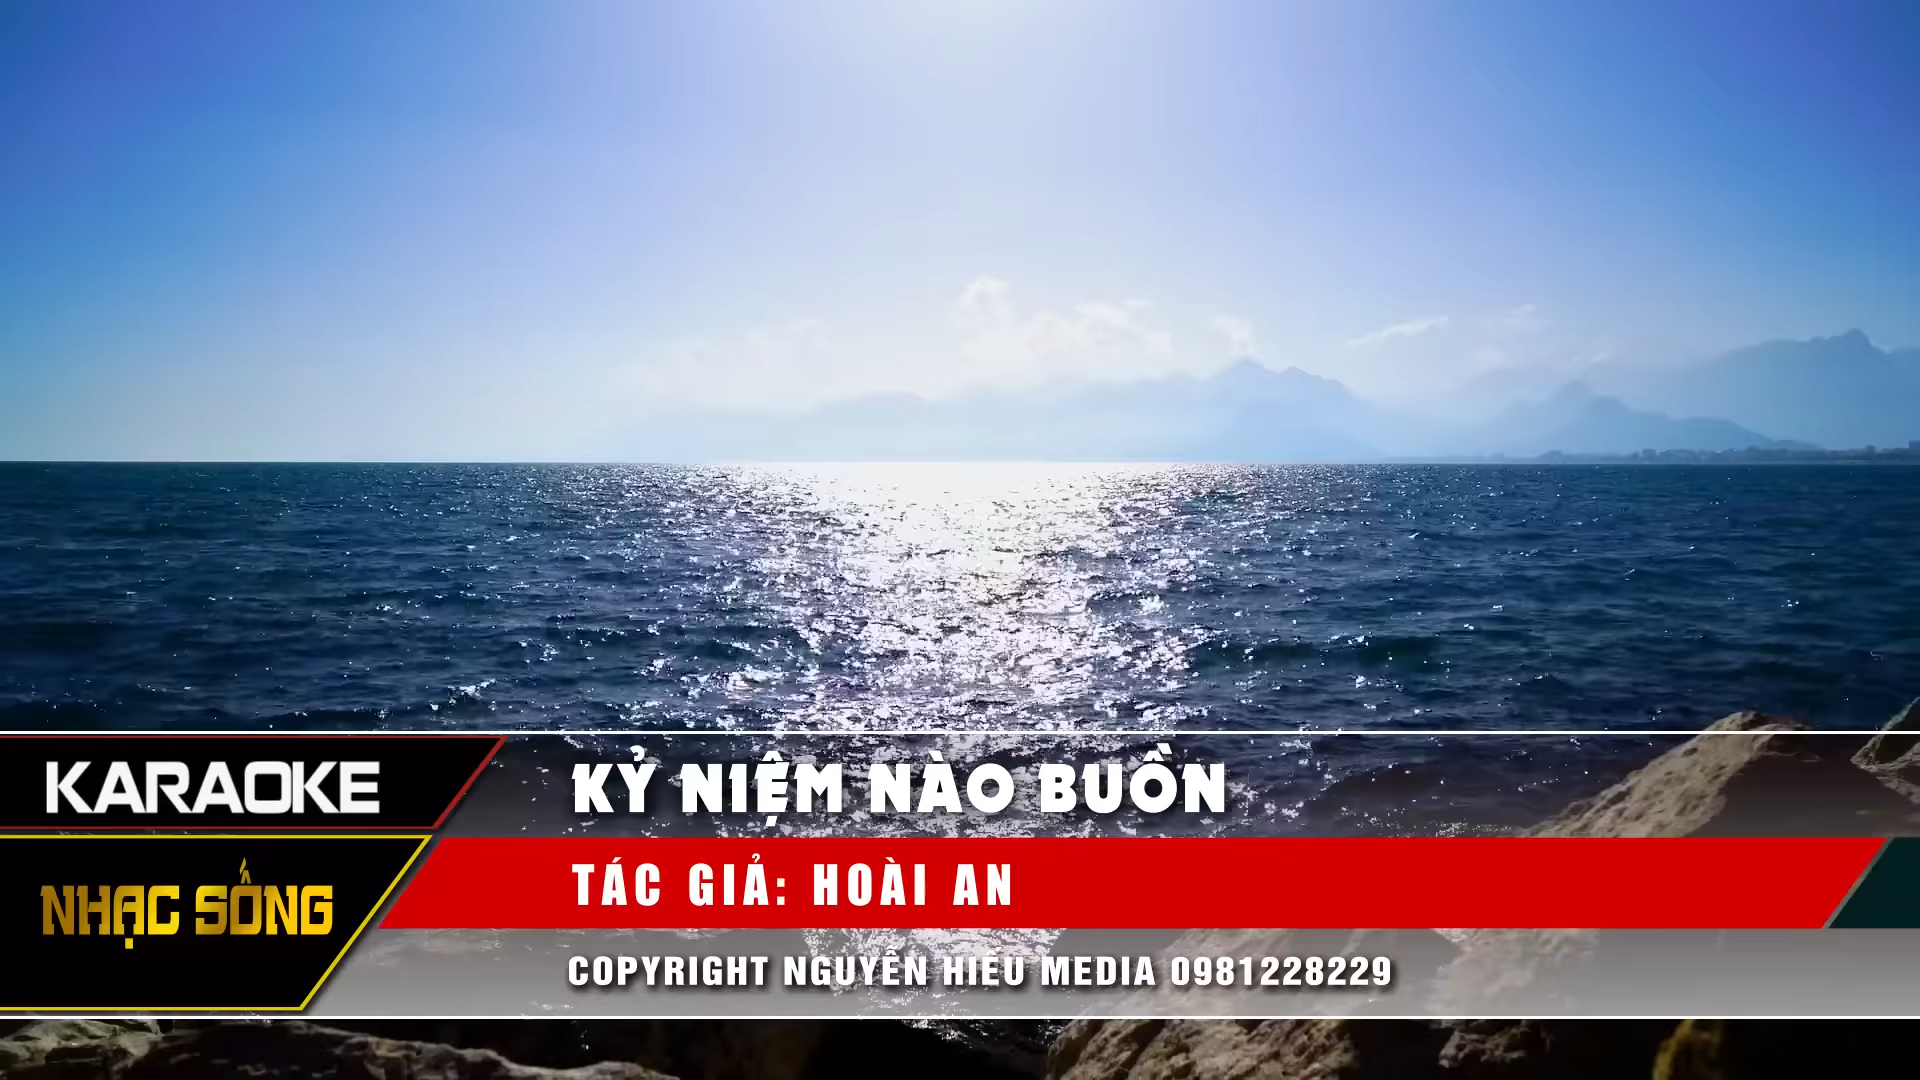 KARAOKE
KỶ NIỆM NÀO BUỒN
NHẠC SỐNG
TÁC GIẢ: HOÀI AN
COPYRIGHT NGUYỄN HIẾU MEDIA 0981228229